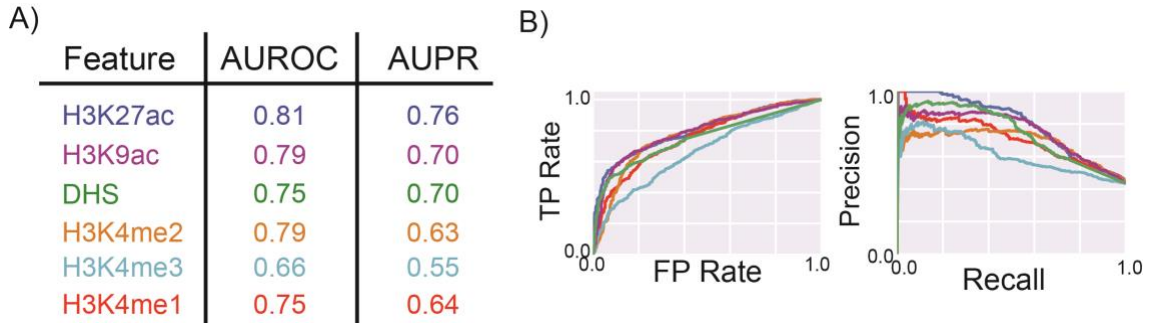 A)
Feature AUROC AUPR
H3K27ac 0.81 0.76
H3K9ac 0.79 0.70
DHS 0.75 0.70
H3K4me2 0.79 0.63
H3K4me3 0.66 0.55
H3K4me1 0.75 0.64
B)
1.0
TP Rate
0.0
0.0
FP Rate
1.0
1.0
Precision
0.0
0.0
Recall
1.0